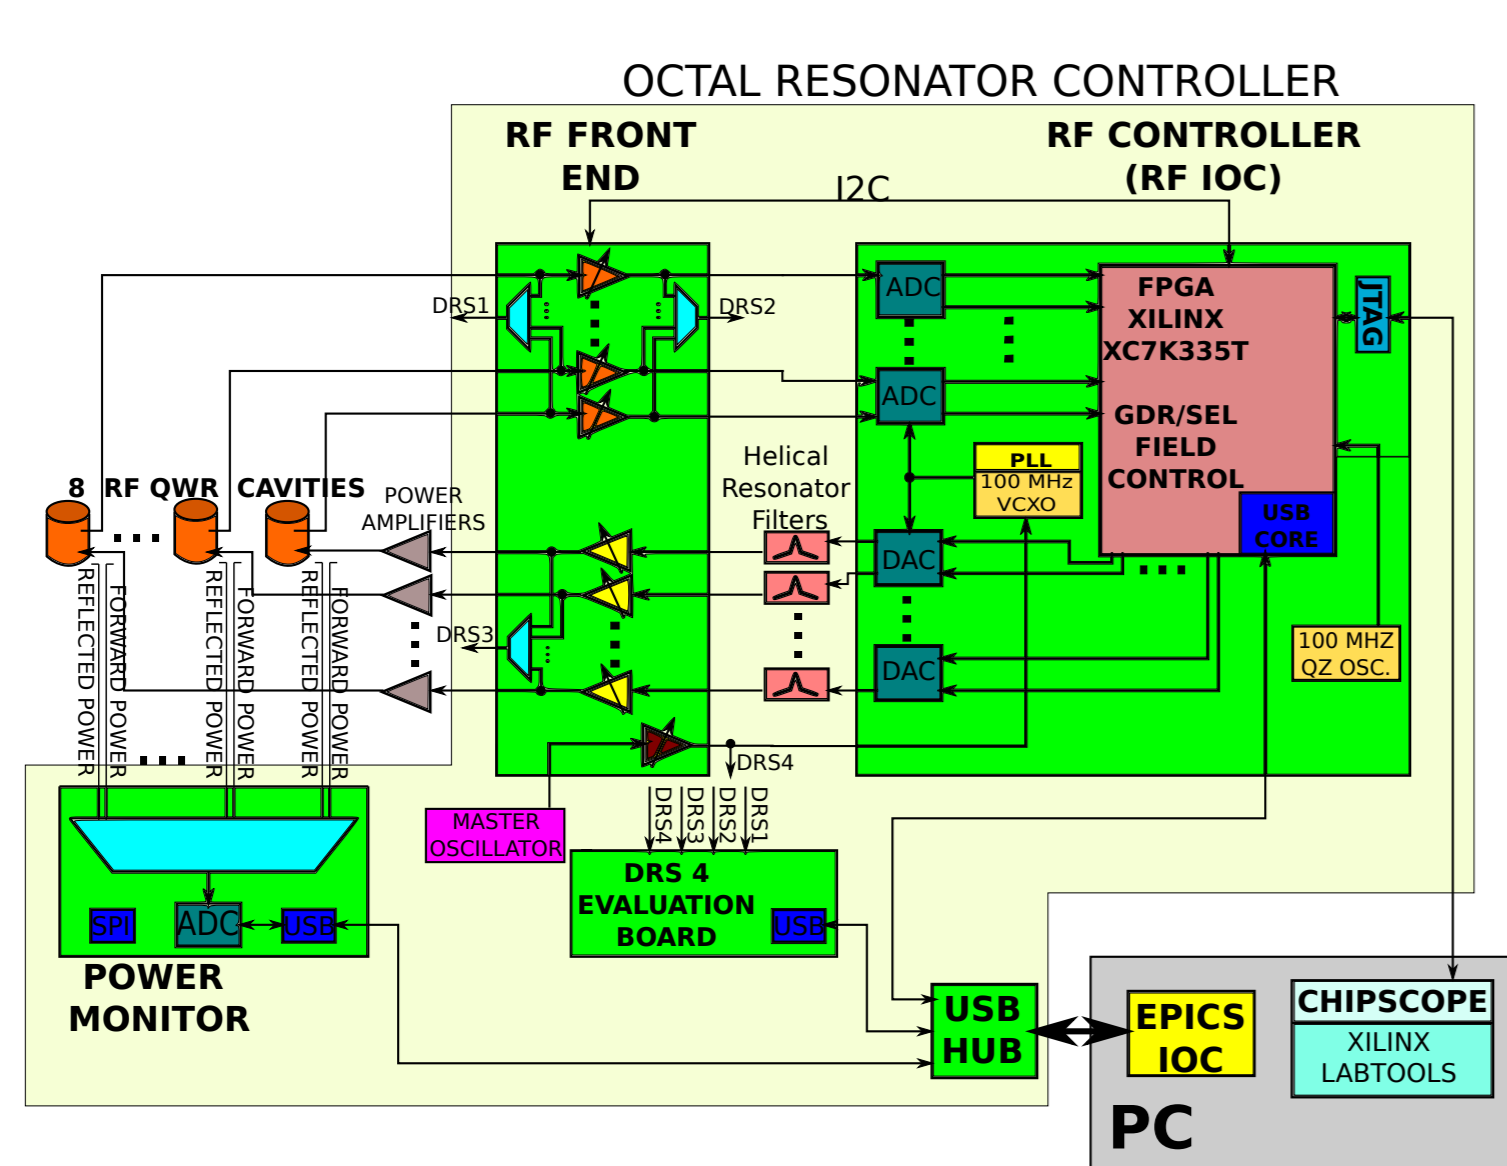 OCTAL RESONATOR CONTROLLER
RF FRONT
END
RF CONTROLLER
(RF IOC)
I2C
DRS1
DRS2
ADC
ADC
FPGA
XILINX
XC7K335T
GDR/SEL
FIELD
CONTROL
USB
CORE
JTAG
PLL
100 MHz
VCXO
Helical
Resonator
Filters
8 RF QWR CAVITIES
POWER
AMPLIFIERS
DAC
DAC
DRS3
100 MHZ
QZ OSC.
REFLECTED POWER
FORWARD POWER
REFLECTED POWER
FORWARD POWER
REFLECTED POWER
FORWARD POWER
DRS4
MASTER
OSCILLATOR
DRS4
DRS3
DRS2
DRS1
DRS 4
EVALUATION
BOARD
USB
SPI
ADC
USB
POWER
MONITOR
USB
HUB
EPICS
IOC
CHIPSCOPE
XILINX
LABTOOLS
PC